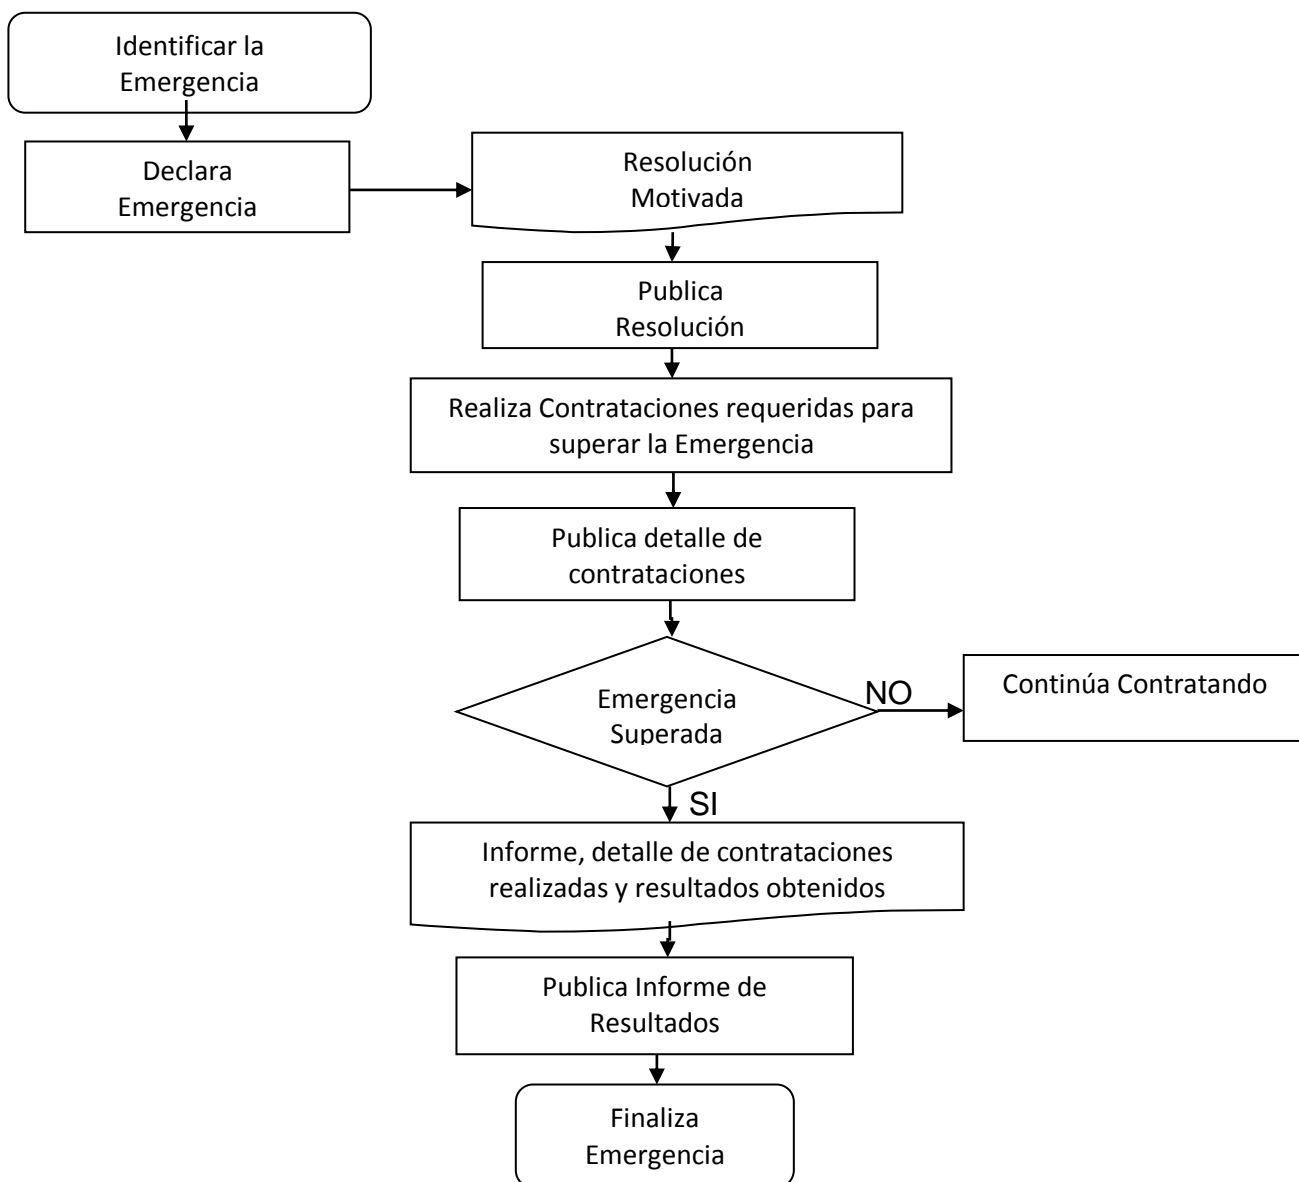 Identificar la
Emergencia
Declara
Emergencia
Resolución
Motivada
Publica
Resolución
Realiza Contrataciones requeridas para
superar la Emergencia
Publica detalle de
contrataciones
Emergencia
Superada
NO
Continúa Contratando
SI
Informe, detalle de contrataciones
realizadas y resultados obtenidos
Publica Informe de
Resultados
Finaliza
Emergencia